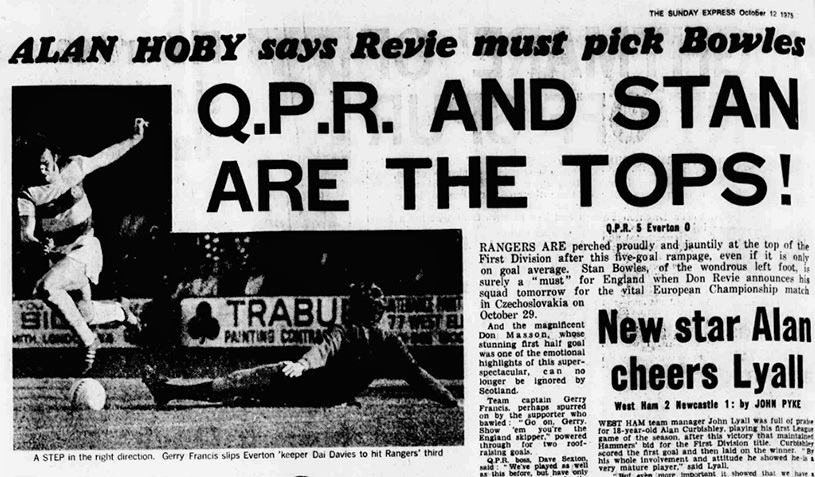 THE SUNDAY EXPRESS October 12 1975
ALAN HOBY says Revie must pick Bowles
Q.P.R. AND STAN
ARE THE TOPS!
Q.P.R. 5 Everton 0
RANGERS ARE perched proudly and jauntily at the top of the
First Division after this five-goal rampage, even if it is only
on goal average. Stan Bowles, of the wondrous left foot, is
surely a "must" for England when Don Revie announces his
squad tomorrow for the vital European Championship match
in Czechoslovakia on
October 29.
And the magnificent
Don Masson, whose
stunning first half goal
was one of the emotional
highlights of this super-
spectacular, can no
longer be ignored by
Scotland.
Team captain Gerry
Francis, perhaps spurred
on by the supporter who
bawled: "Go on, Gerry.
Show 'em you're the
England skipper," powered
through for two roof-
raising goals.
Q.P.R. boss, Dave Sexton,
said: "We've played as well
as this before, but have only
New star Alan
cheers Lyall
West Ham 2 Newcastle 1: by JOHN PYKE
WEST HAM team manager John Lyall was full of praise
for 18-year-old Alan Curbishley, playing his first League
game of the season, after this victory that maintained
Hammers' bid for the First Division title. Curbishley
scored the first goal and then laid on the winner. "By
his whole involvement and attitude he showed he is a
very mature player," said Lyall.
"But even more important it showed that we have a
TRABU
PAINTING CONTRA
77 WEST
A STEP in the right direction. Gerry Francis slips Everton 'keeper Dai Davies to hit Rangers' third